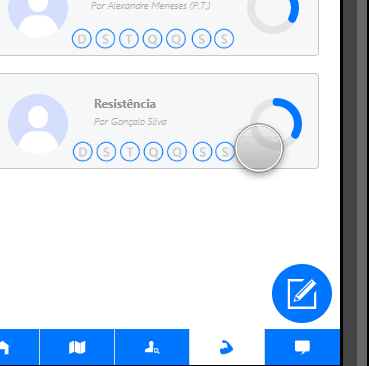 Por Alexandre Meneses (P.T.)
D S T Q Q S S
Resistência
Por Gonçalo Silva
D S T Q Q S S